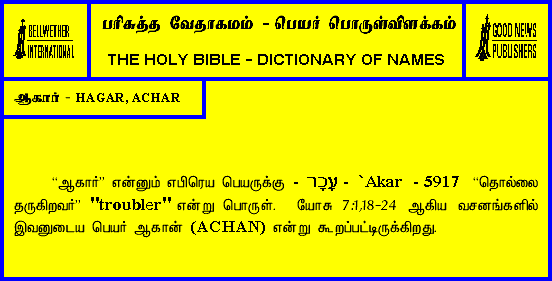 BELLWETHER
INTERNATIONAL
பரிசுத்த வேதாகமம் - பெயர் பொருள்விளக்கம்
THE HOLY BIBLE - DICTIONARY OF NAMES
GOOD NEWS
PUBLISHERS
ஆகார் - HAGAR, ACHAR
“ஆகார்” என்னும் எபிரெய பெயருக்கு - עָכָר - `Akar - 5917 “தொல்லை
தருகிறவர்” "troubler" என்று பொருள். யோசு 7:1,18-24 ஆகிய வசனங்களில்
இவனுடைய பெயர் ஆகான் (ACHAN) என்று கூறப்பட்டிருக்கிறது.